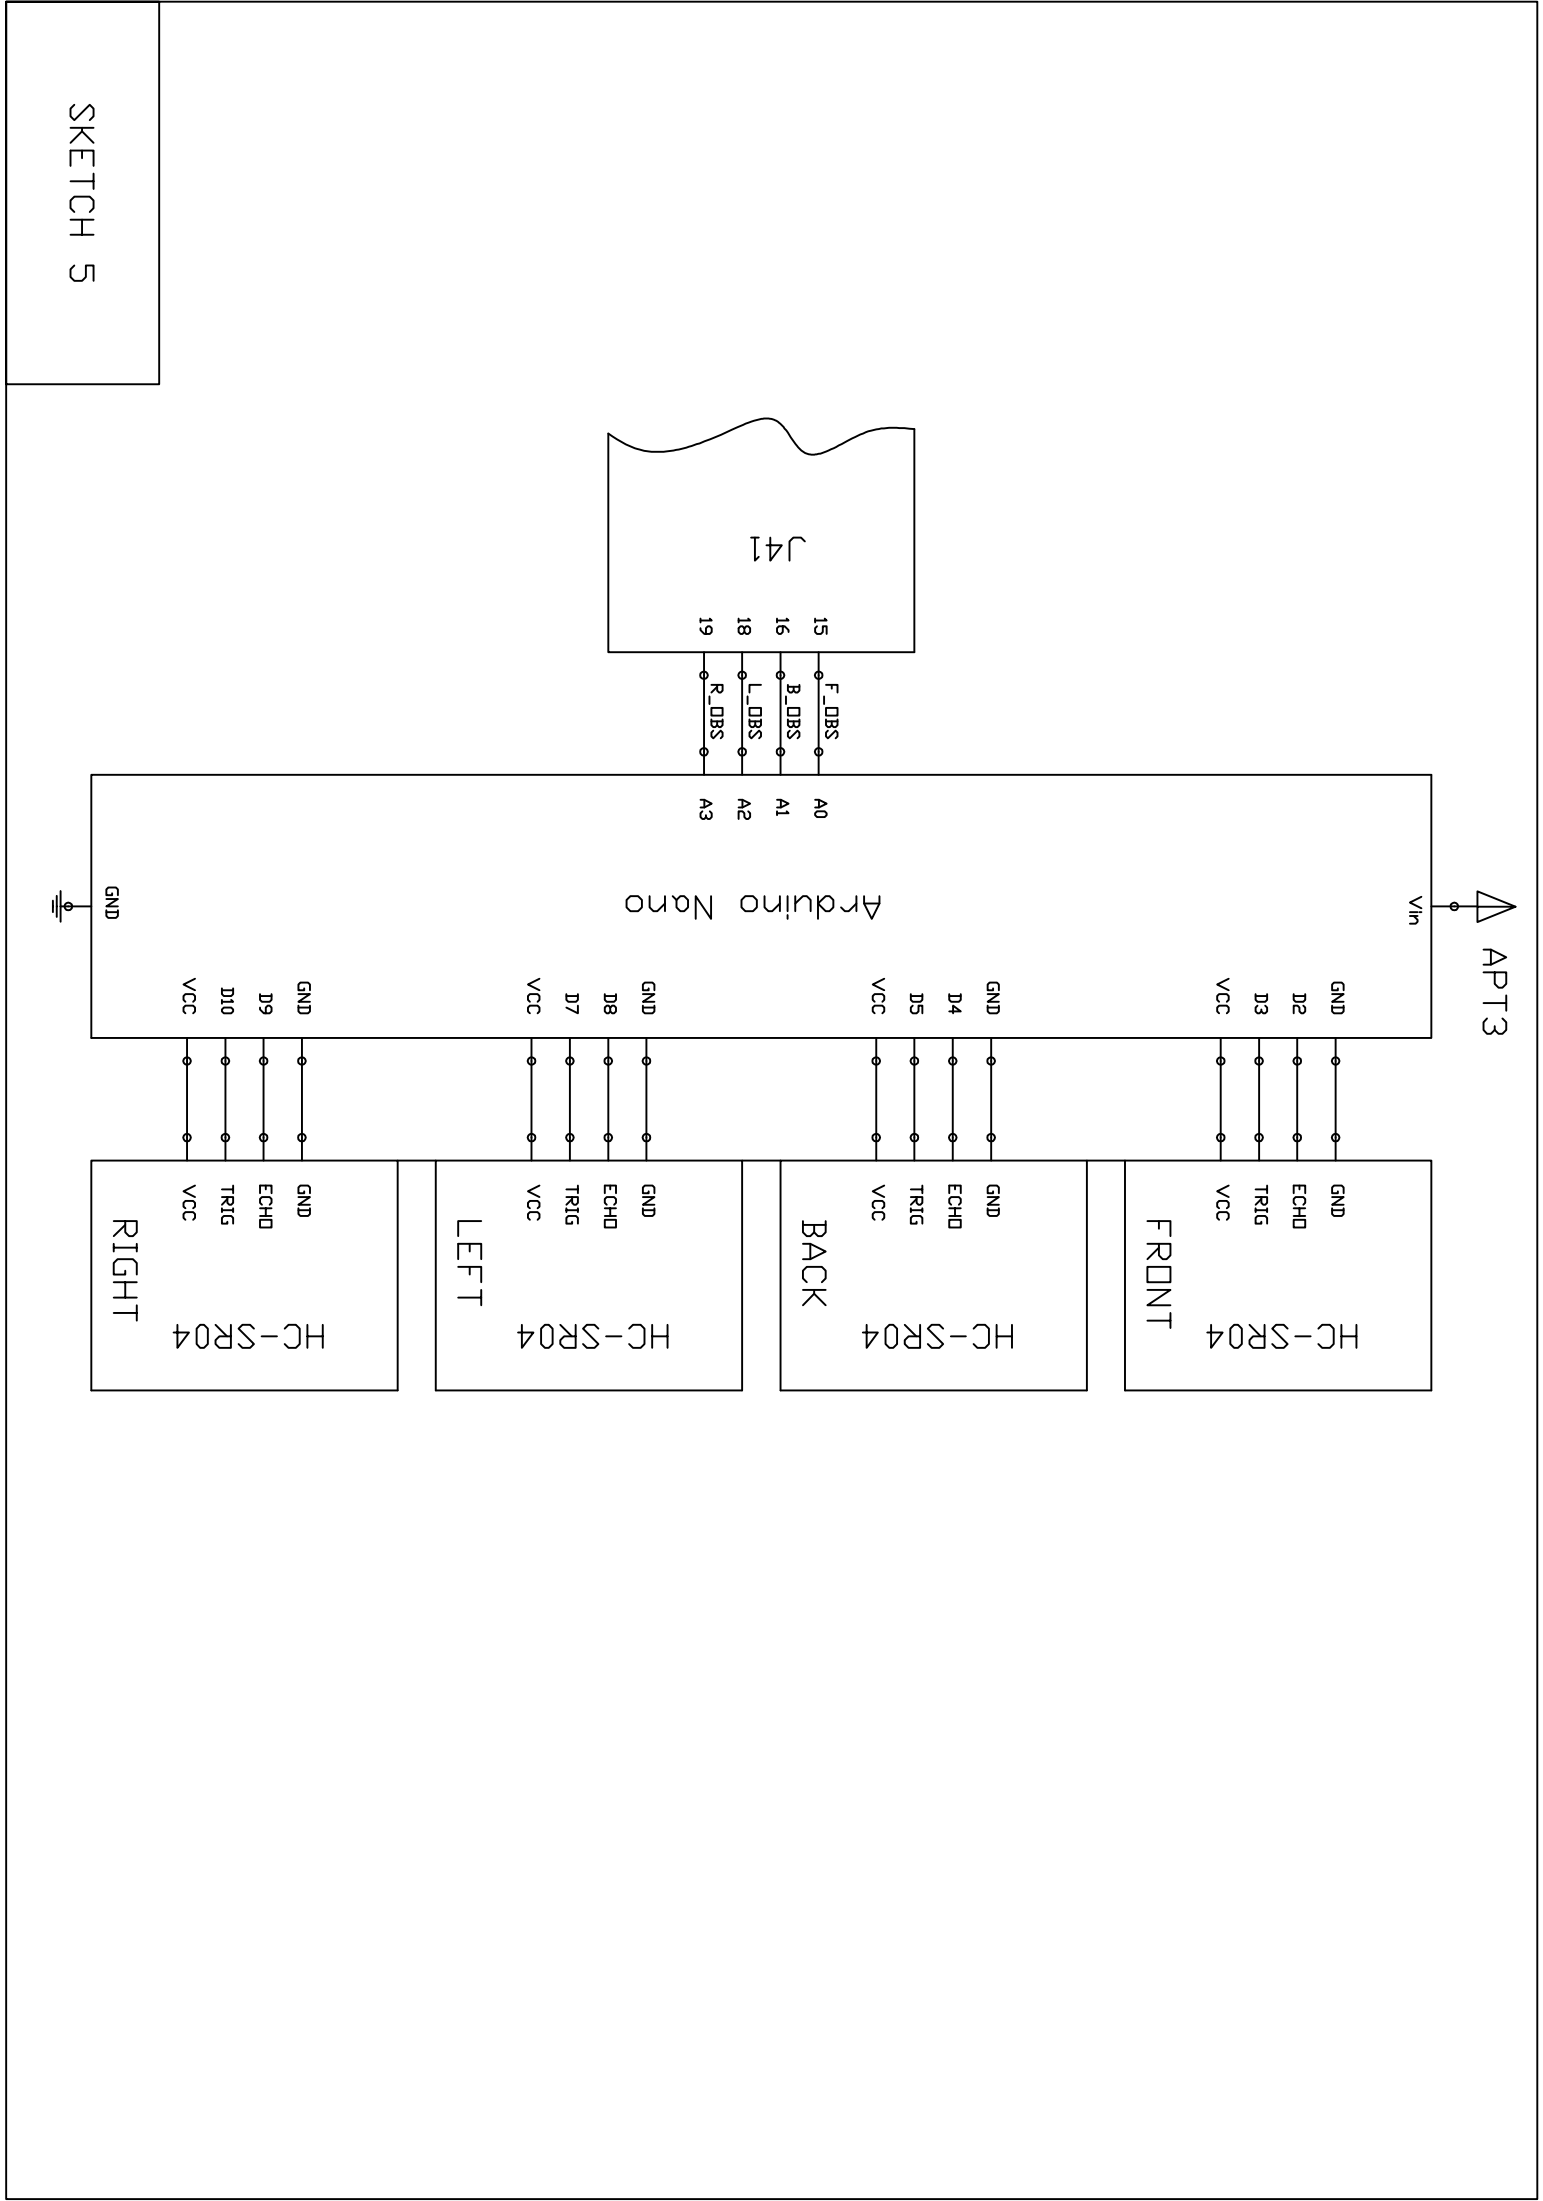 SKETCH 5
J41
15
16
18
19
F_OBS
B_OBS
L_OBS
R_OBS
A0
A1
A2
A3
Arduino Nano
Vin
APT3
GND
GND
D2
D3
VCC
GND
D4
D5
VCC
GND
D8
D7
VCC
GND
D9
D10
VCC
GND
ECHO
TRIG
VCC
FRONT
HC-SR04
GND
ECHO
TRIG
VCC
BACK
HC-SR04
GND
ECHO
TRIG
VCC
LEFT
HC-SR04
GND
ECHO
TRIG
VCC
RIGHT
HC-SR04